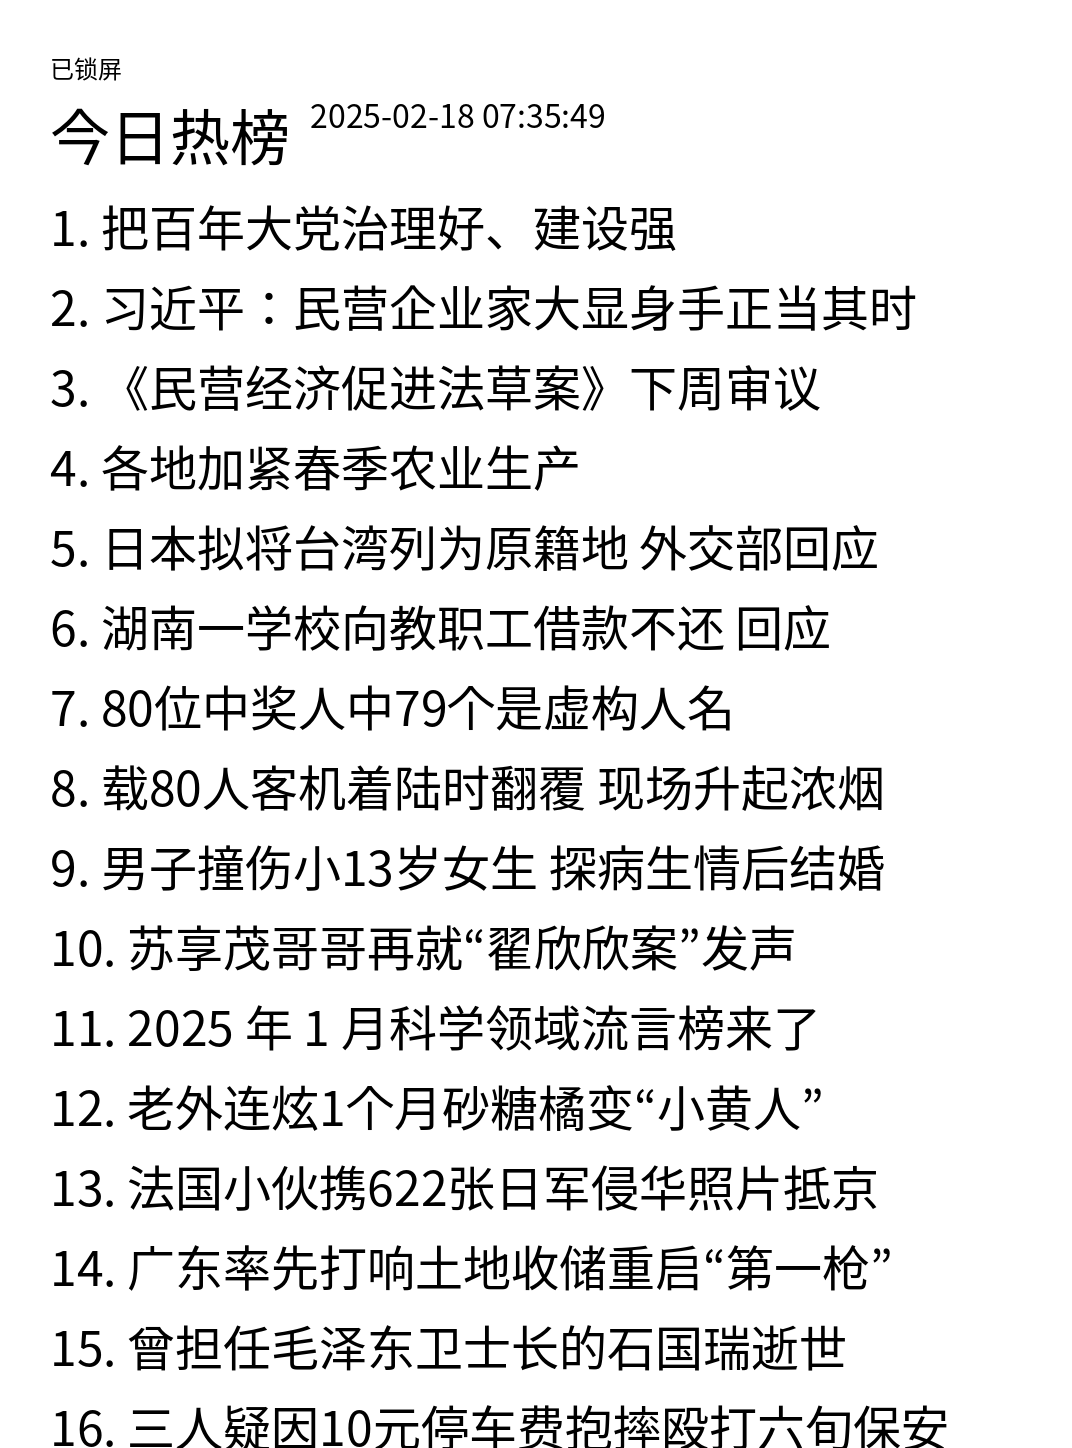 已锁屏
今日热榜 2025-02-18 07:35:49
1. 把百年大党治理好、建设强
2. 习近平：民营企业家大显身手正当其时
3. 《民营经济促进法草案》下周审议
4. 各地加紧春季农业生产
5. 日本拟将台湾列为原籍地 外交部回应
6. 湖南一学校向教职工借款不还 回应
7. 80位中奖人中79个是虚构人名
8. 载80人客机着陆时翻覆 现场升起浓烟
9. 男子撞伤小13岁女生 探病生情后结婚
10. 苏享茂哥哥再就“翟欣欣案”发声
11. 2025 年 1 月科学领域流言榜来了
12. 老外连炫1个月砂糖橘变“小黄人”
13. 法国小伙携622张日军侵华照片抵京
14. 广东率先打响土地收储重启“第一枪”
15. 曾担任毛泽东卫士长的石国瑞逝世
16. 三人疑因10元停车费抱摔殴打六旬保安